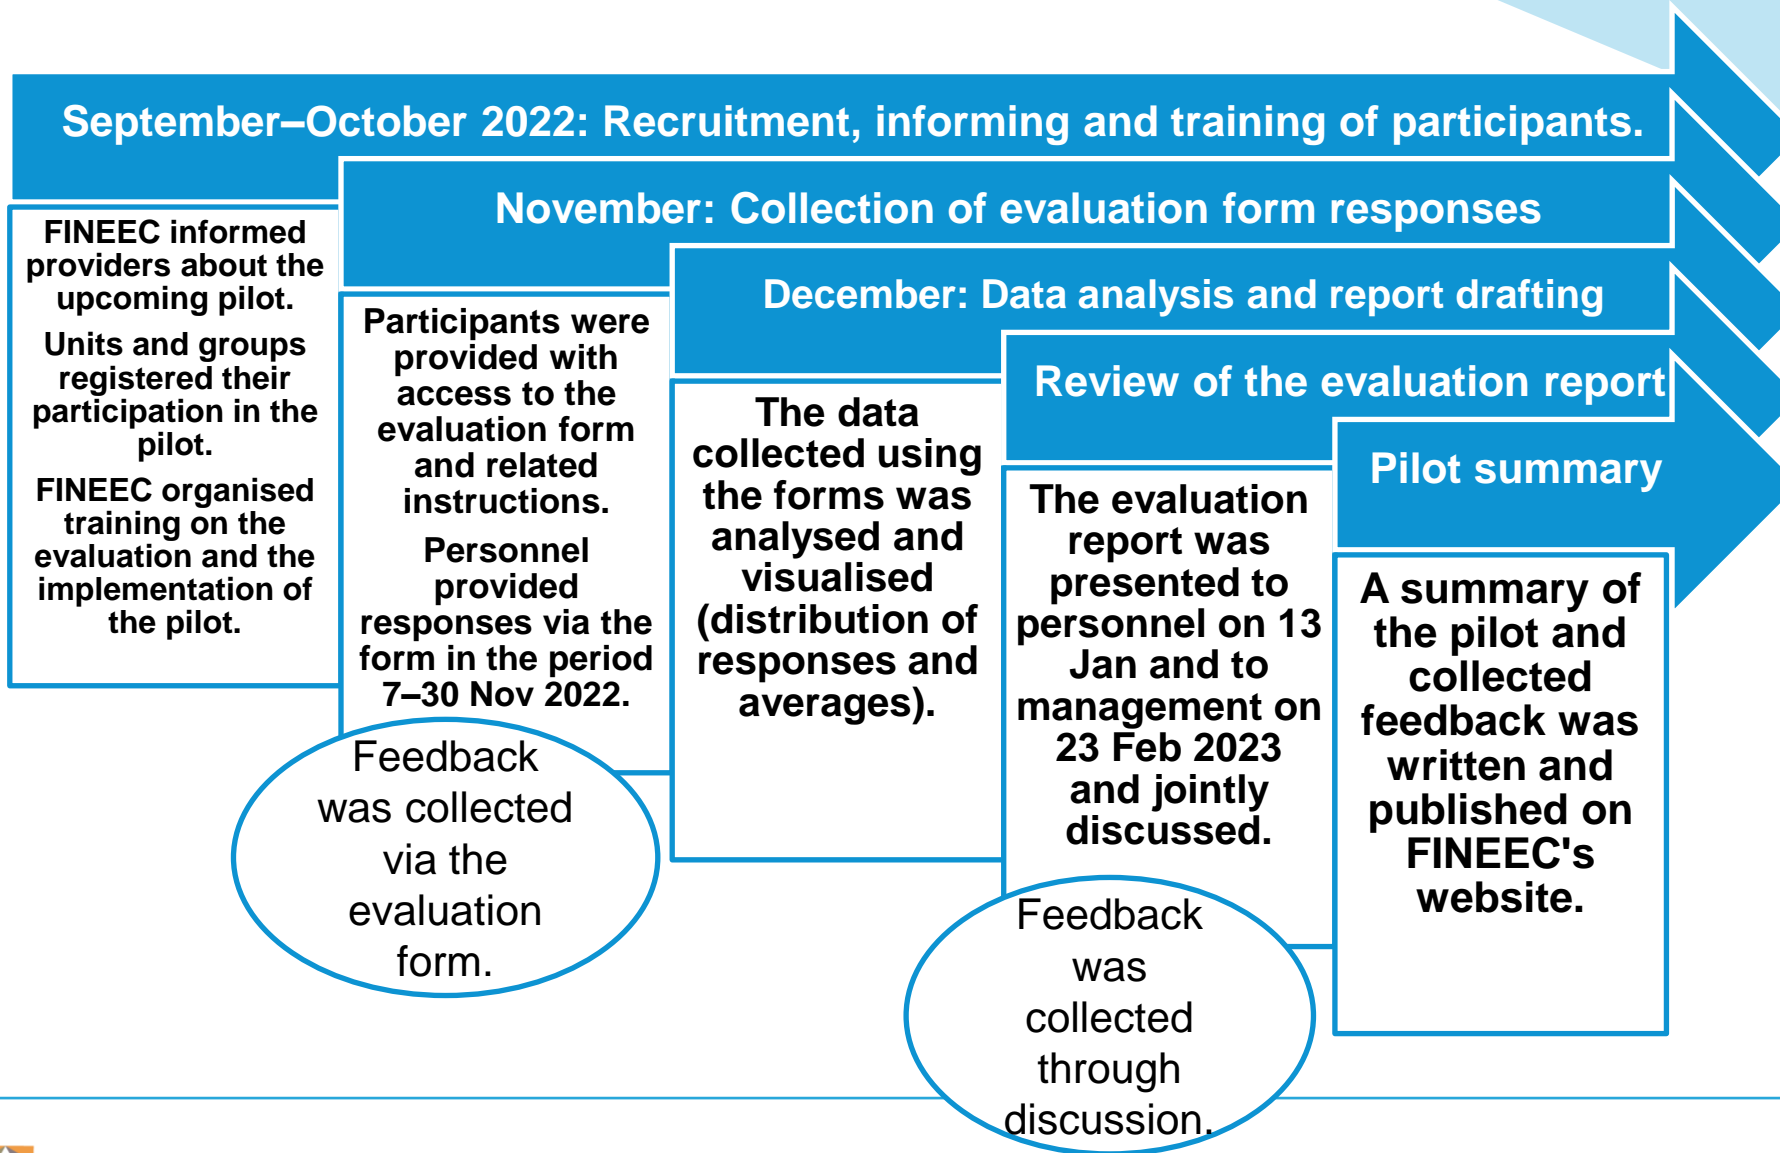 September–October 2022: Recruitment, informing and training of participants.
FINEEC informed
providers about the
upcoming pilot.
Units and groups
registered their
participation in the
pilot.
FINEEC organised
training on the
evaluation and the
implementation of
the pilot.
November: Collection of evaluation form responses
Participants were
provided with
access to the
evaluation form
and related
instructions.
Personnel
provided
responses via the
form in the period
7–30 Nov 2022.
Feedback
was collected
via the
evaluation
form.
December: Data analysis and report drafting
The data
collected using
the forms was
analysed and
visualised
(distribution of
responses and
averages).
Review of the evaluation report
The evaluation
report was
presented to
personnel on 13
Jan and to
management on
23 Feb 2023
and jointly
discussed.
Feedback
was
collected
through
discussion.
Pilot summary
A summary of
the pilot and
collected
feedback was
written and
published on
FINEEC's
website.